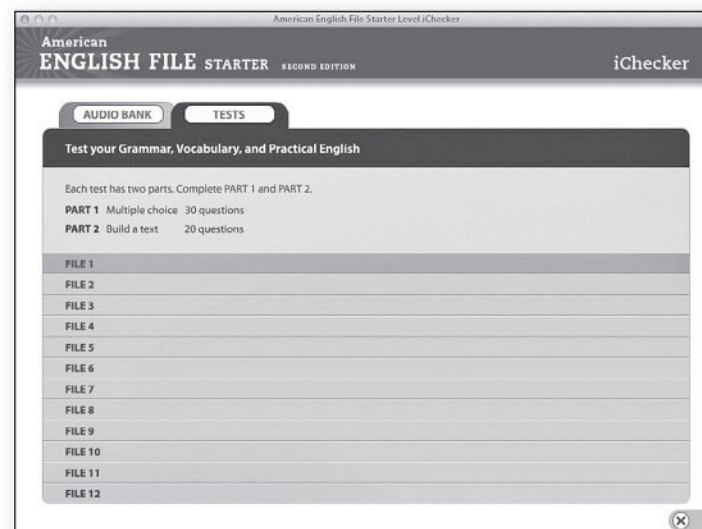 American English File Starter Level iChecker
American
ENGLISH FILE STARTER SECOND EDITION
iChecker
AUDIO BANK
TESTS
Test your Grammar, Vocabulary, and Practical English
Each test has two parts. Complete PART 1 and PART 2.
PART 1 Multiple choice 30 questions
PART 2 Build a text 20 questions
FILE 1
FILE 2
FILE 3
FILE 4
FILE 5
FILE 6
FILE 7
FILE 8
FILE 9
FILE 10
FILE 11
FILE 12